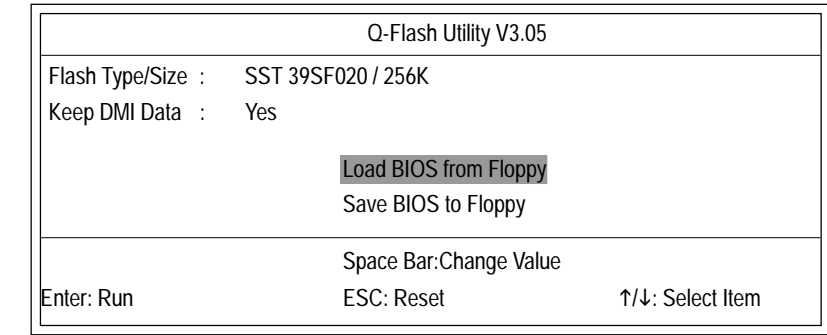 Q-Flash Utility V3.05
Flash Type/Size : SST 39SF020 / 256K
Keep DMI Data : Yes
Load BIOS from Floppy
Save BIOS to Floppy
Space Bar:Change Value
Enter: Run ESC: Reset ↑/↓: Select Item